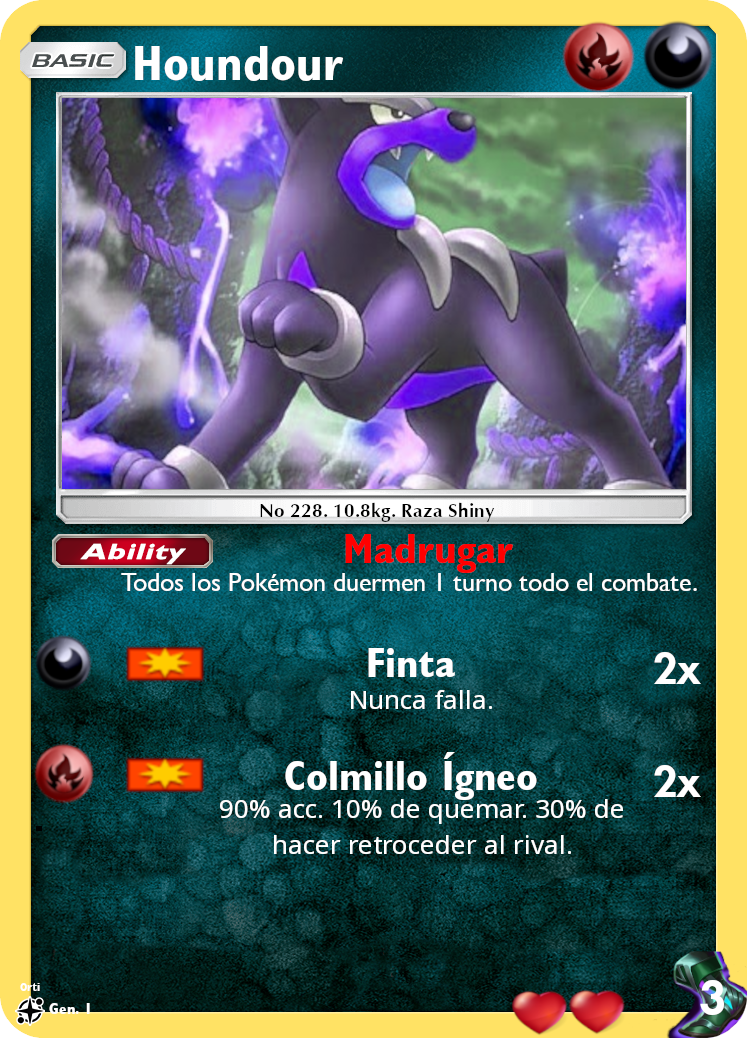 BASIC Houndour
No 228. 10.8kg. Raza Shiny
Ability Madrugar
Todos los Pokémon duermen 1 turno todo el combate.
Finta 2x
Nunca falla.
Colmillo Ígneo 2x
90% acc. 10% de quemar. 30% de
hacer retroceder al rival.
Orti
Gen. 1
3